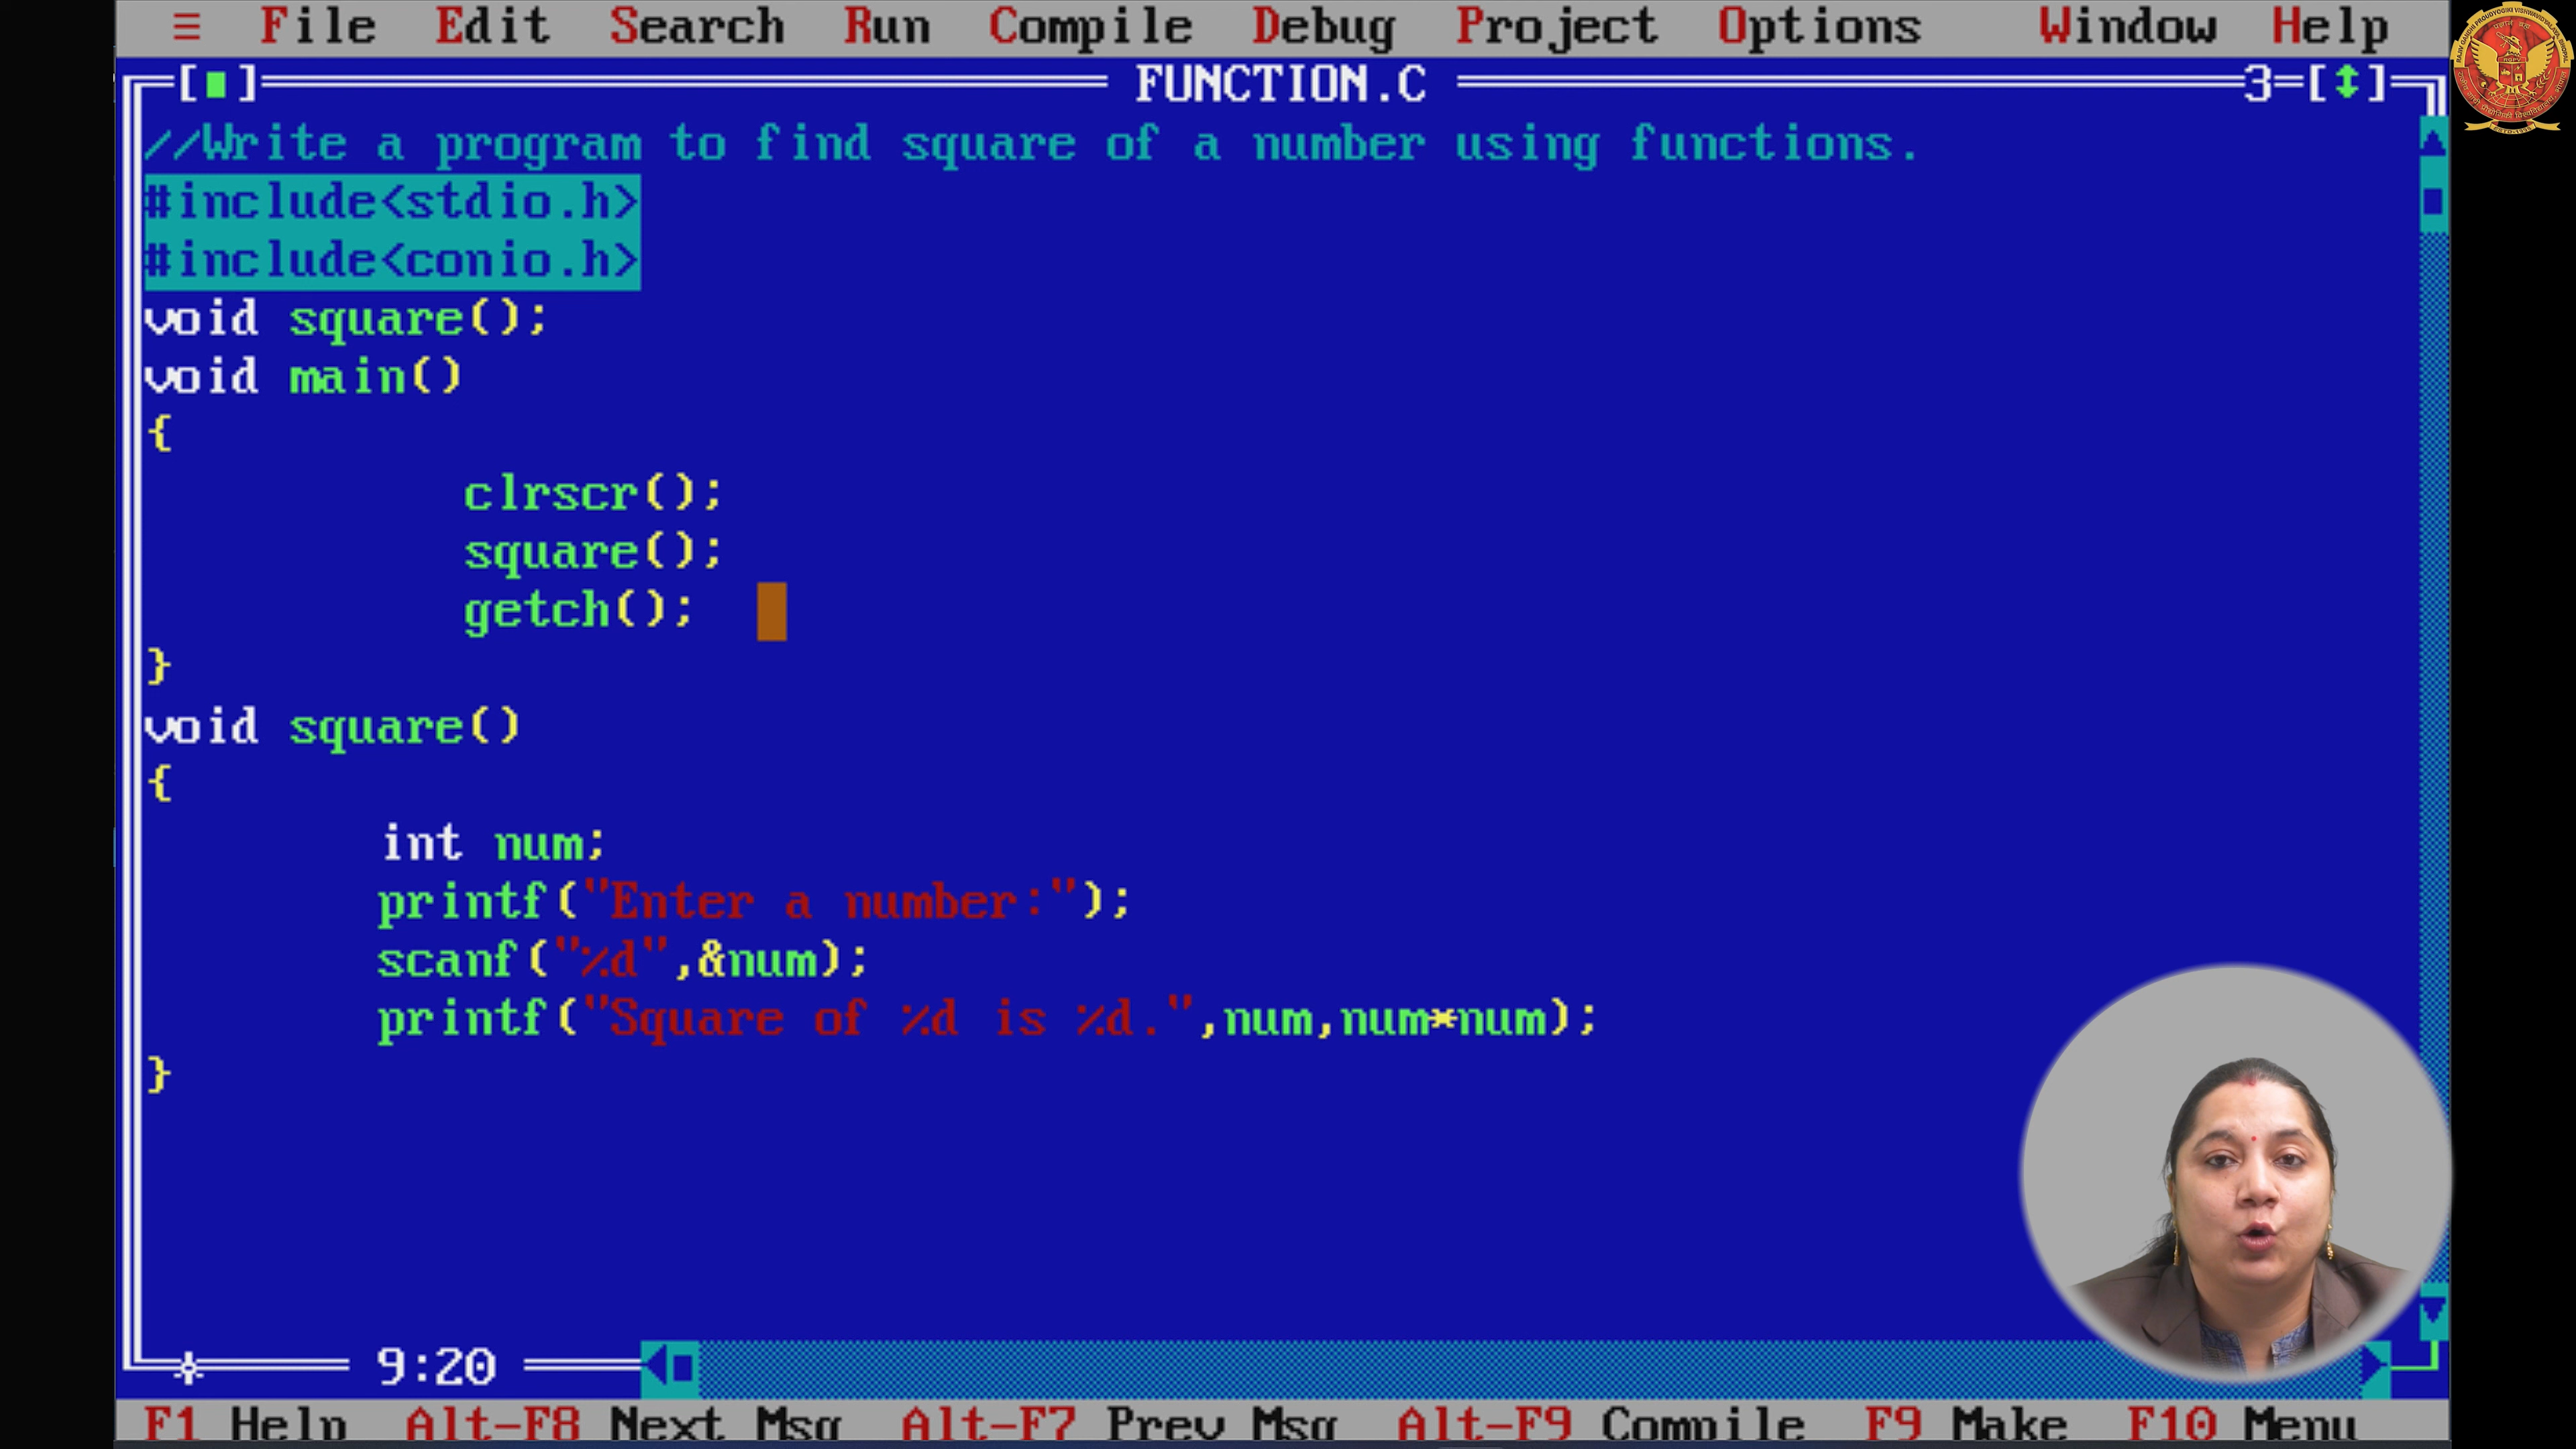 ≡ File Edit Search Run Compile Debug Project Options Window Help
[■] FUNCTION.C 3=[↕]
//Write a program to find square of a number using functions.
#include<stdio.h>
#include<conio.h>
void square();
void main()
{
clrscr();
square();
getch();
}
void square()
{
int num;
printf("Enter a number:");
scanf("%d",&num);
printf("Square of %d is %d.",num,num*num);
}
9:20
F1 Help Alt-F8 Next Msg Alt-F7 Prev Msg Alt-F9 Compile F9 Make F10 Menu